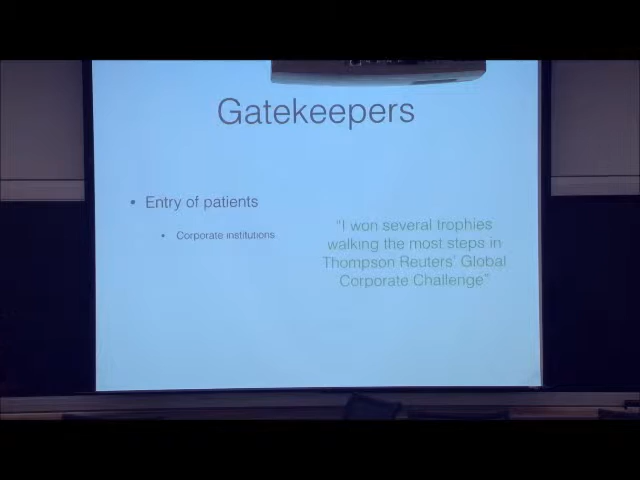 Gatekeepers
• Entry of patients
• Corporate institutions
“I won several trophies
walking the most steps in
Thompson Reuters’ Global
Corporate Challenge”